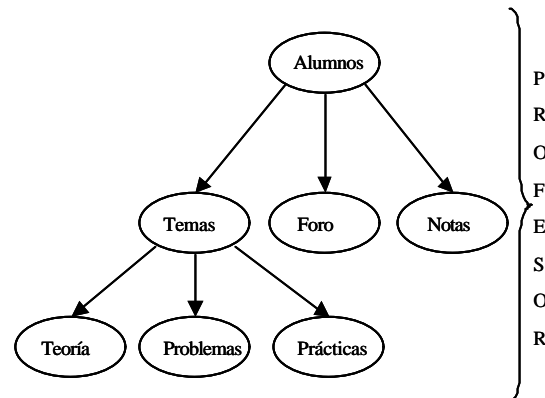 Alumnos
Temas
Foro
Notas
Teoría
Problemas
Prácticas
P
R
O
F
E
S
O
R